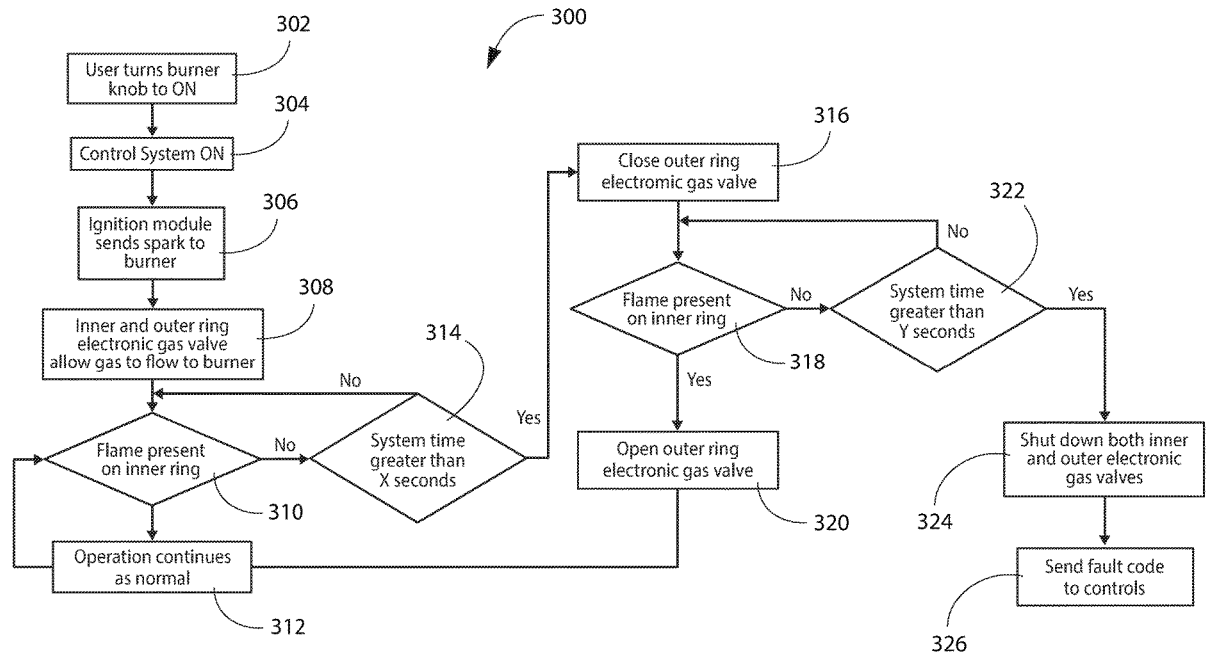 300
302
User turns burner
knob to ON
304
Control System ON
306
Ignition module
sends spark to
burner
308
Inner and outer ring
electronic gas valve
allow gas to flow to burner
No
314
Flame present
on inner ring
310
No
System time
greater than
X seconds
Yes
Operation continues
as normal
312
316
Close outer ring
electromic gas valve
322
No
Flame present
on inner ring
318
No
System time
greater than
Y seconds
Yes
Yes
Open outer ring
electronic gas valve
320
Shut down both inner
and outer electronic
gas valves
324
Send fault code
to controls
326